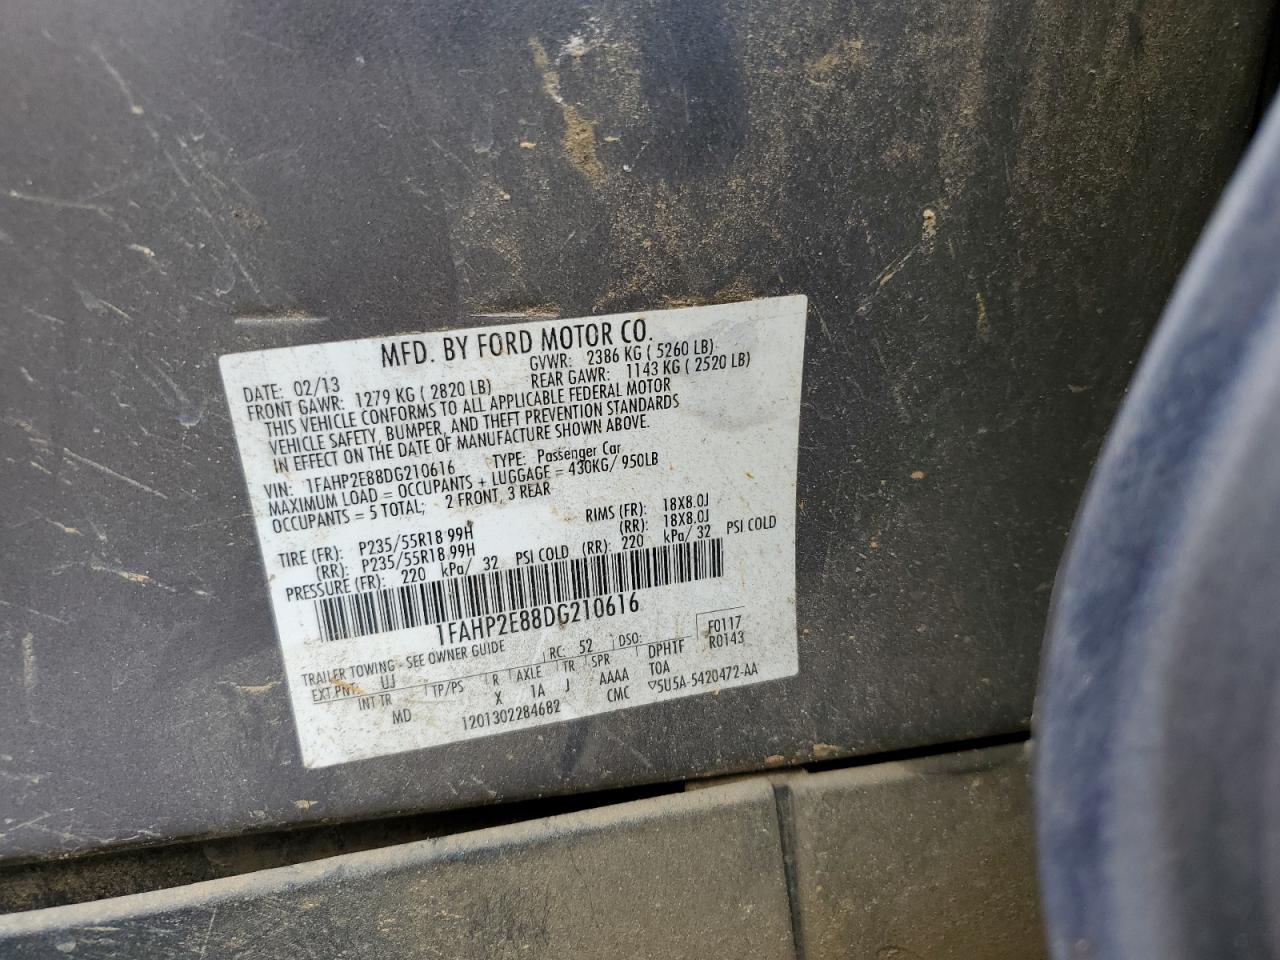 MFD. BY FORD MOTOR CO.
DATE: 02/13 GVWR: 2386 KG ( 5260 LB)
FRONT GAWR: 1279 KG ( 2820 LB) REAR GAWR: 1143 KG ( 2520 LB)
THIS VEHICLE CONFORMS TO ALL APPLICABLE FEDERAL MOTOR
VEHICLE SAFETY, BUMPER, AND THEFT PREVENTION STANDARDS
IN EFFECT ON THE DATE OF MANUFACTURE SHOWN ABOVE.
VIN: 1FAHP2E88DG210616 TYPE: Passenger Car
MAXIMUM LOAD = OCCUPANTS + LUGGAGE = 430KG/ 950LB
OCCUPANTS = 5 TOTAL; 2 FRONT, 3 REAR
TIRE (FR): P235/55R18 99H RIMS (FR): 18X8.0J
(RR): P235/55R18 99H (RR): 18X8.0J
PRESSURE (FR): 220 kPa/ 32 PSI COLD (RR): 220 kPa/ 32 PSI COLD
1FAHP2E88DG210616
TRAILER TOWING - SEE OWNER GUIDE RC: 52 DSO: F0117
EXT PNT: UJ R0143
INT TR TP/PS R AXLE TR SPR DPHTF
MD X 1A J AAAA TOA
1201302284682 CMC ▽5U5A-5420472-AA